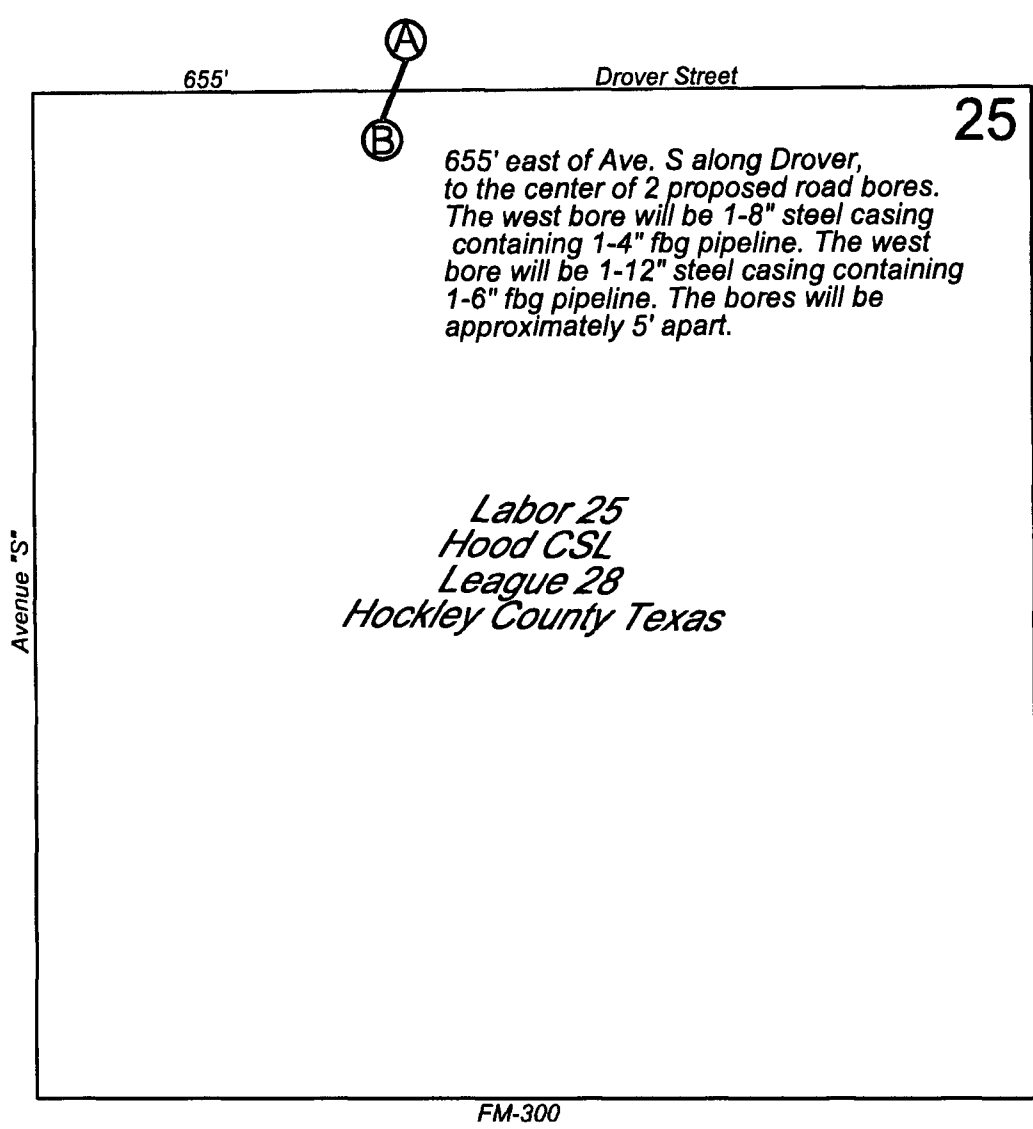 A
655' Drover Street
B
25
655' east of Ave. S along Drover,
to the center of 2 proposed road bores.
The west bore will be 1-8" steel casing
containing 1-4" fbg pipeline. The west
bore will be 1-12" steel casing containing
1-6" fbg pipeline. The bores will be
approximately 5' apart.
Labor 25
Hood CSL
League 28
Hockley County Texas
Avenue "S"
FM-300